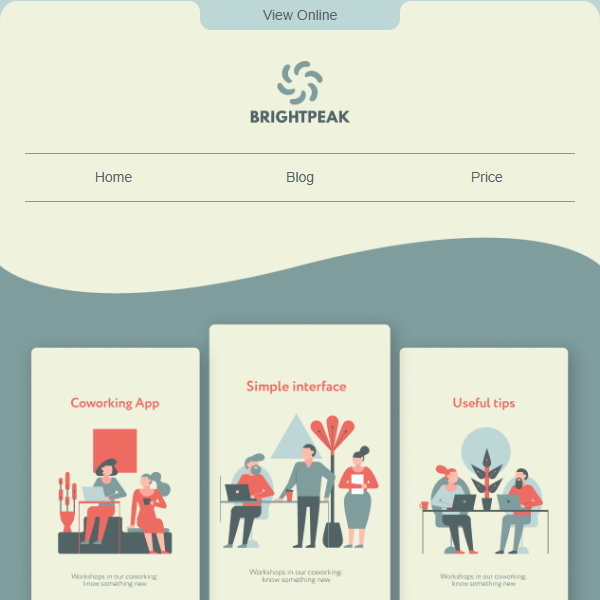 View Online
BRIGHTPEAK
Home
Blog
Price
Coworking App
Workshops in our coworking:
know something new
Simple interface
Workshops in our coworking:
know something new
Useful tips
Workshops in our coworking:
know something new